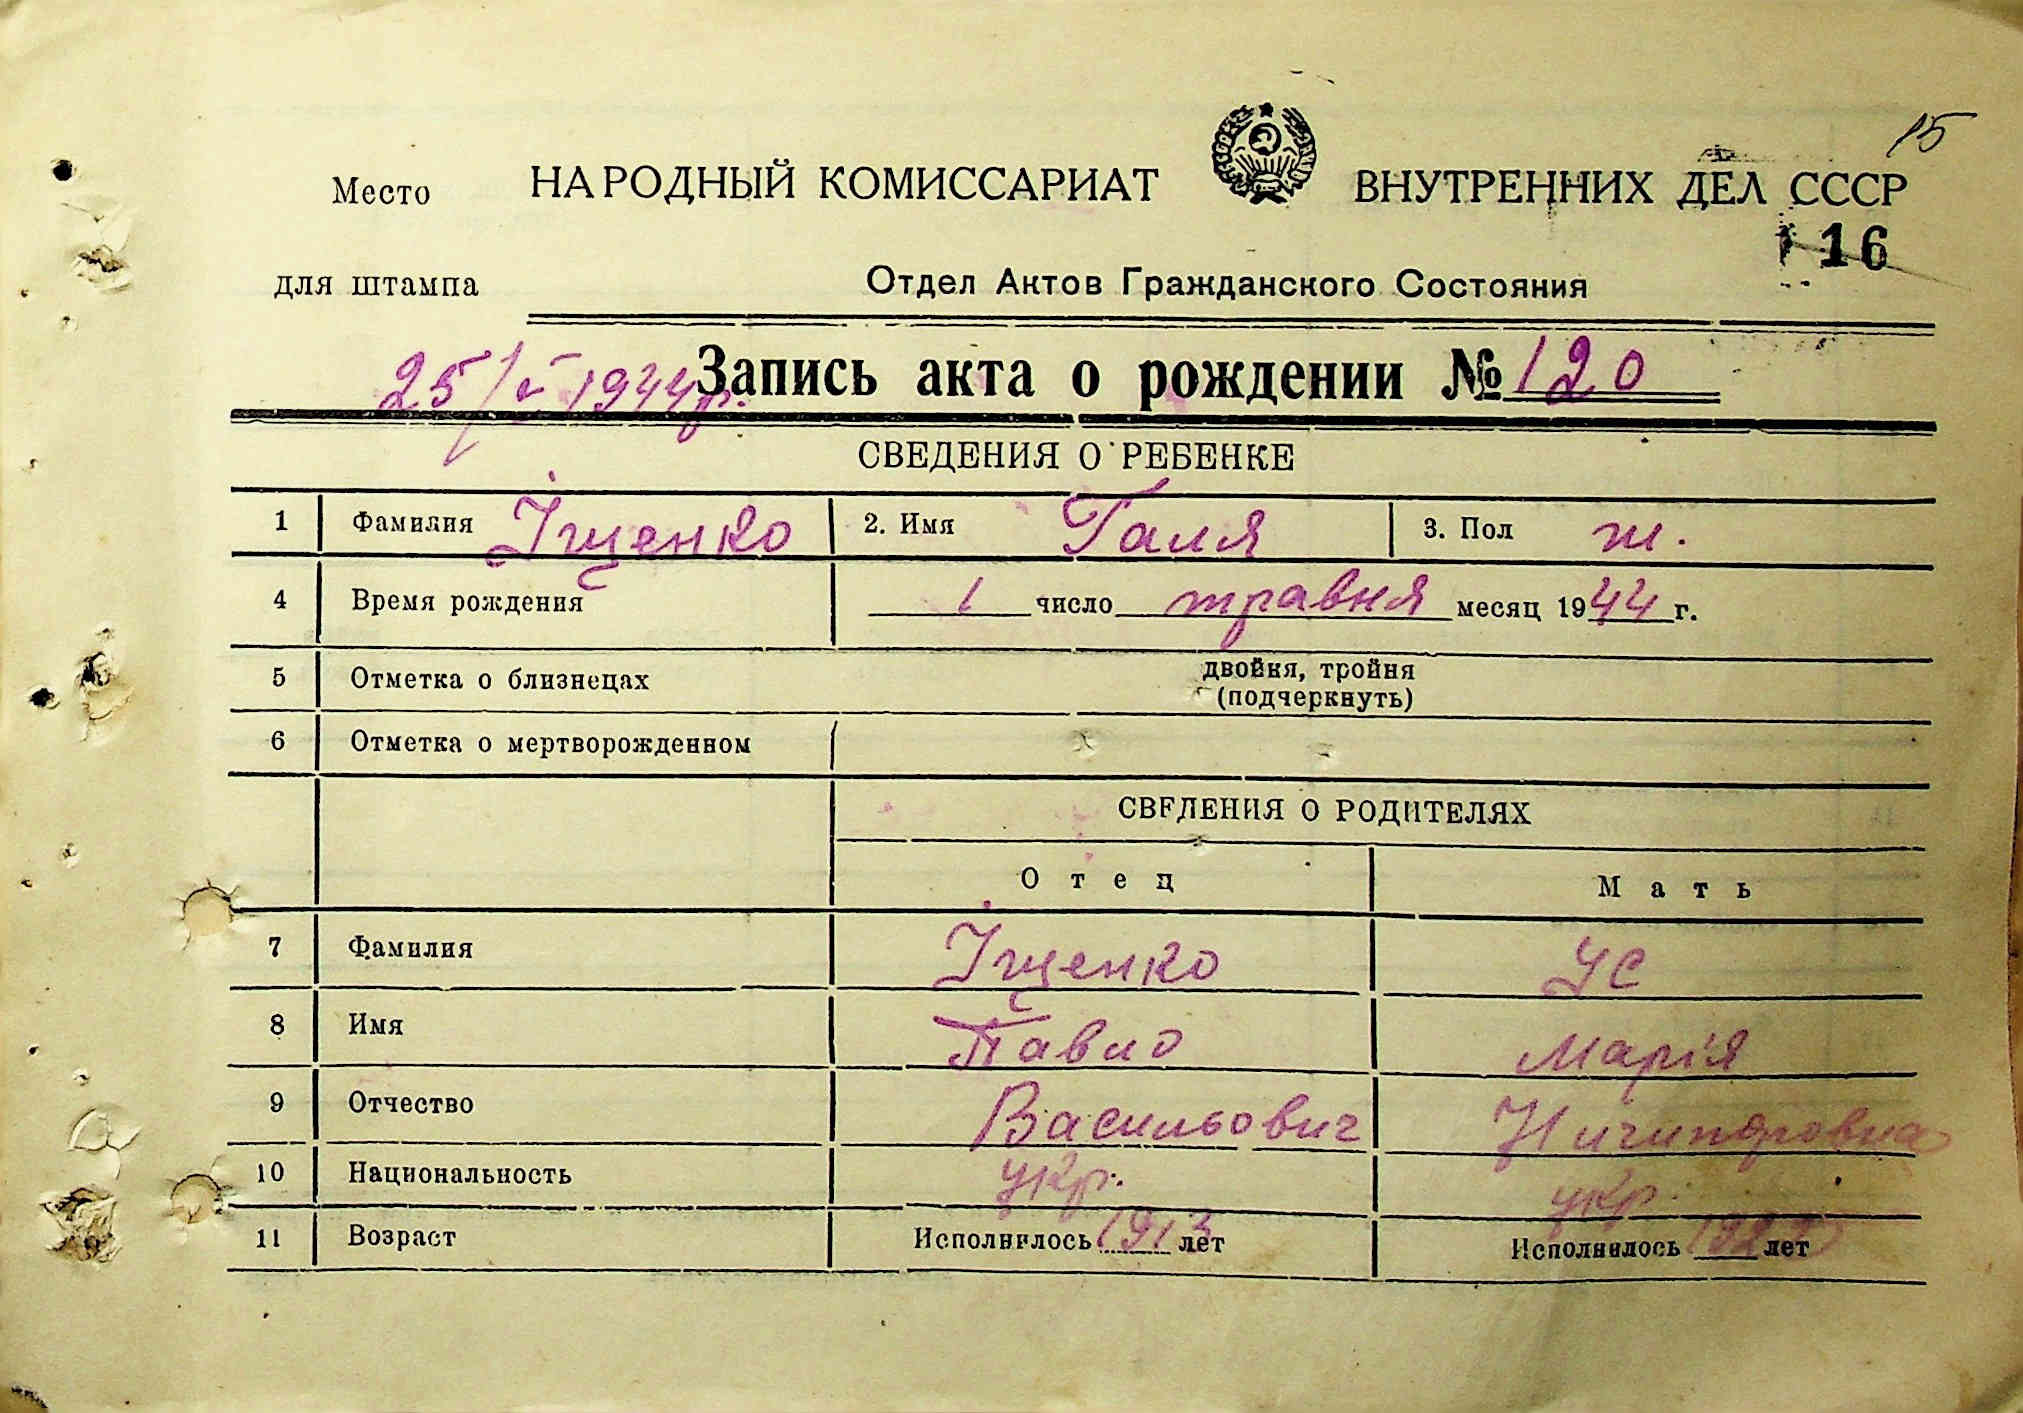 15
Место НАРОДНЫЙ КОМИССАРИАТ ВНУТРЕННИХ ДЕЛ СССР
16
для штампа Отдел Актов Гражданского Состояния
25/V 1944р. Запись акта о рождении № 120
СВЕДЕНИЯ О РЕБЕНКЕ
1 Фамилия Іщенко 2. Имя Галя 3. Пол ж.
4 Время рождения 1 число травня месяц 1944 г.
5 Отметка о близнецах двойня, тройня
(подчеркнуть)
6 Отметка о мертворожденном
СВЕДЕНИЯ О РОДИТЕЛЯХ
Отец Мать
7 Фамилия Іщенко Ус
8 Имя Павло Марія
9 Отчество Васильович Ничипоровна
10 Национальность укр. укр.
11 Возраст Исполнилось 1913 лет Исполнилось лет